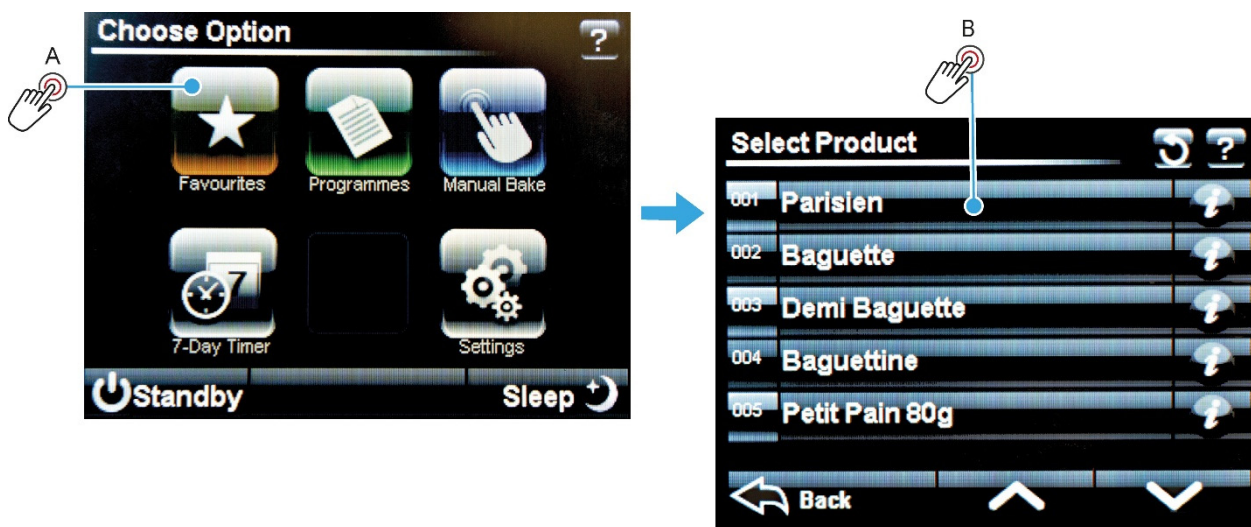 A
Choose Option
?
Favourites
Programmes
Manual Bake
7
7-Day Timer
Settings
Standby
Sleep
B
Select Product
?
001 Parisien i
002 Baguette i
003 Demi Baguette i
004 Baguettine i
005 Petit Pain 80g i
Back